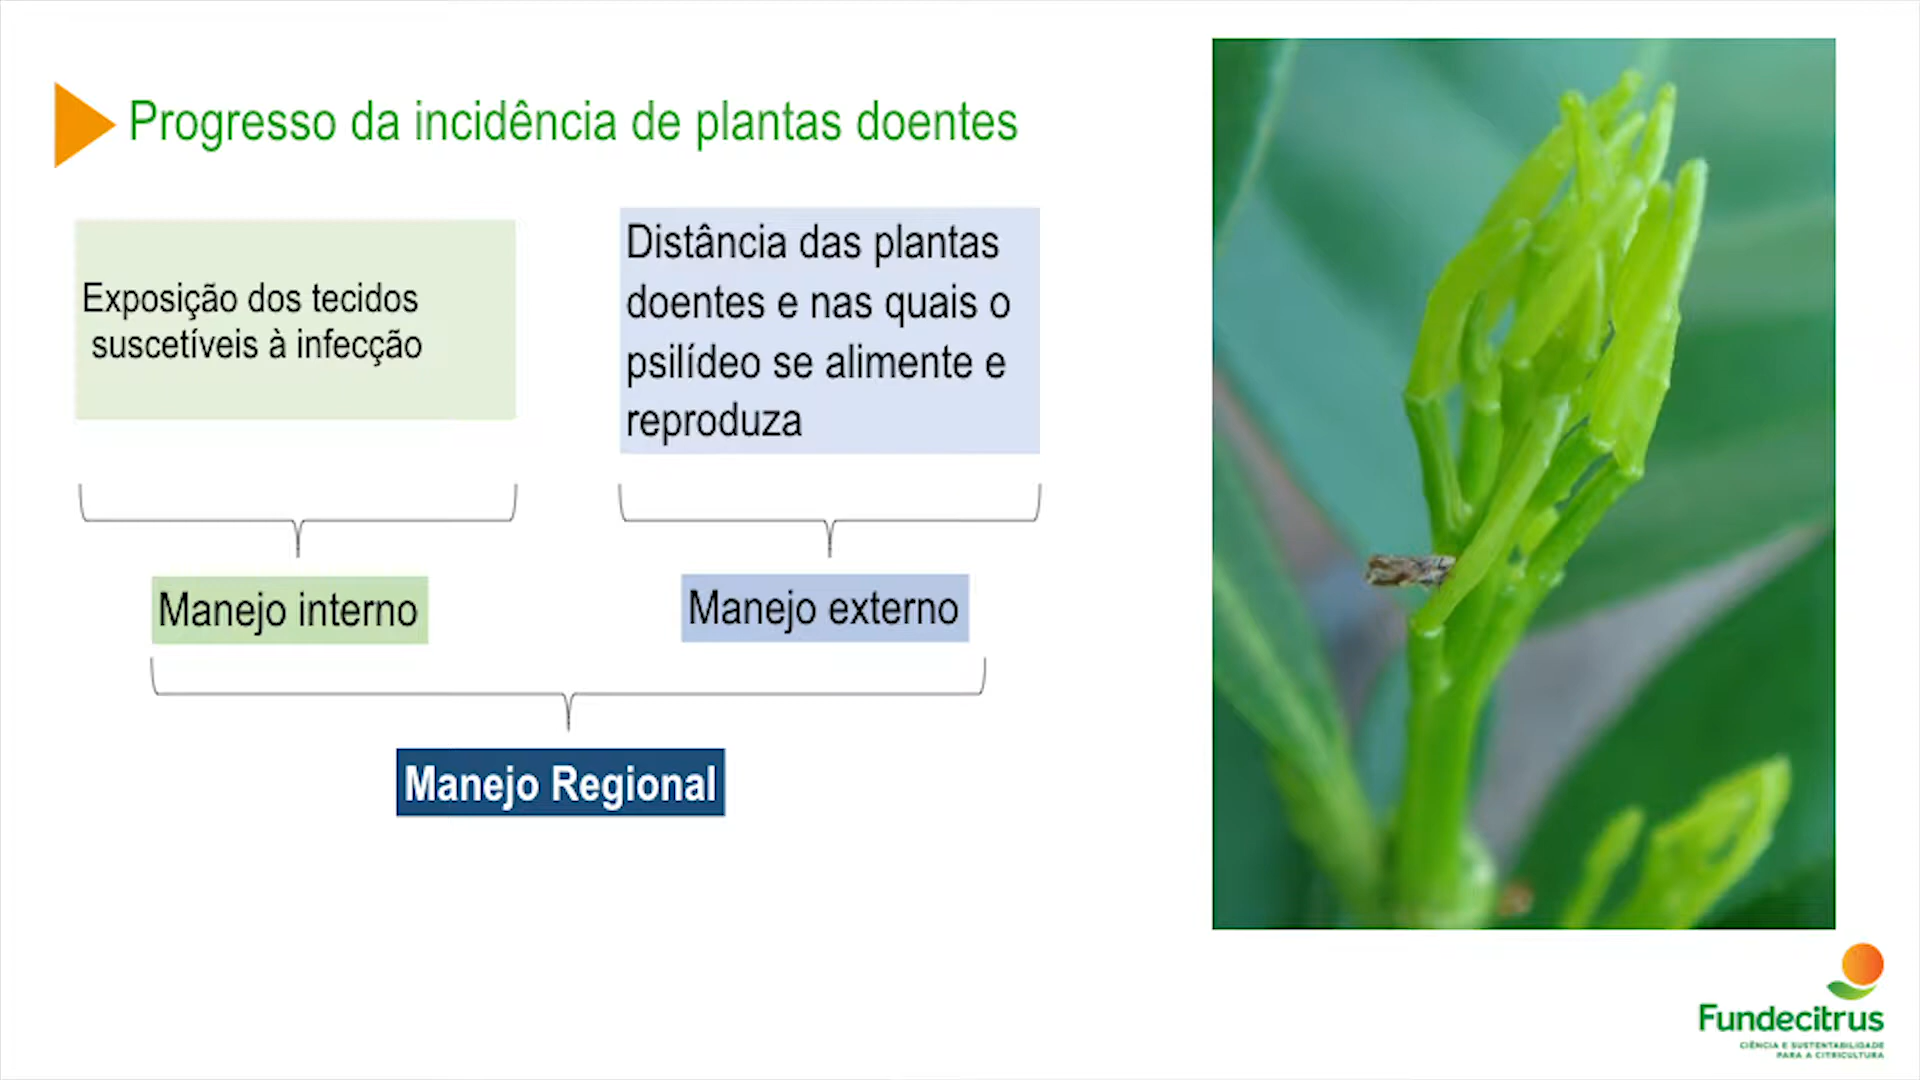 Progresso da incidência de plantas doentes
Exposição dos tecidos
suscetíveis à infecção
Distância das plantas
doentes e nas quais o
psilídeo se alimente e
reproduza
Manejo interno
Manejo externo
Manejo Regional
Fundecitrus
CIÊNCIA E SUSTENTABILIDADE
PARA A CITRICULTURA